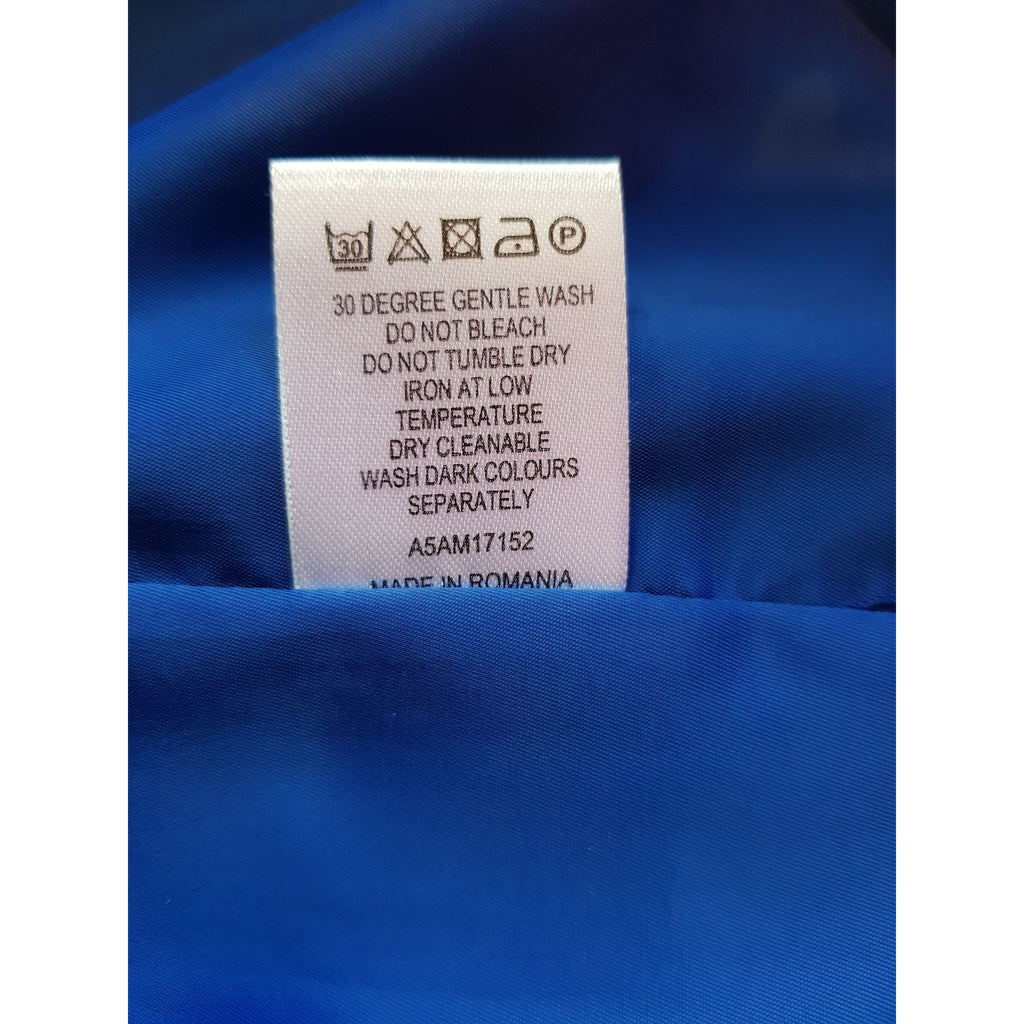 30
P
30 DEGREE GENTLE WASH
DO NOT BLEACH
DO NOT TUMBLE DRY
IRON AT LOW
TEMPERATURE
DRY CLEANABLE
WASH DARK COLOURS
SEPARATELY
A5AM17152
MADE IN ROMANIA